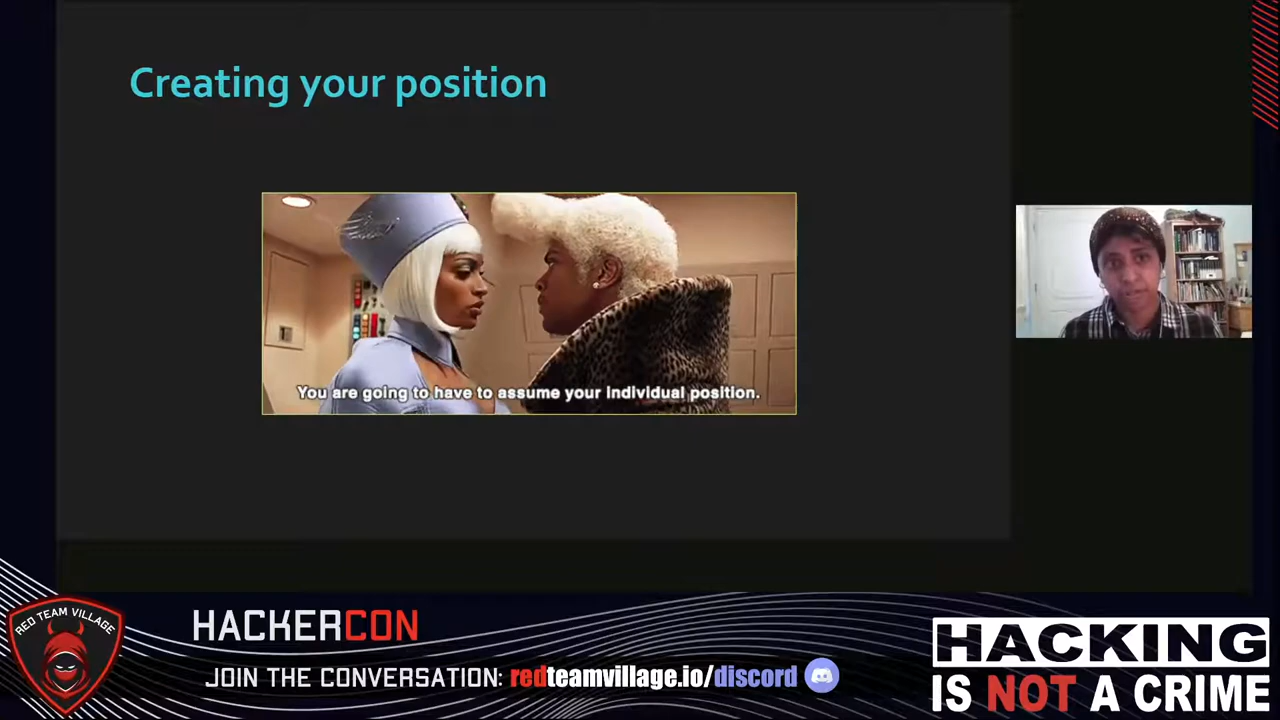 Creating your position
You are going to have to assume your individual position.
RED TEAM VILLAGE
HACKERCON
JOIN THE CONVERSATION: redteamvillage.io/discord
HACKING
IS NOT A CRIME